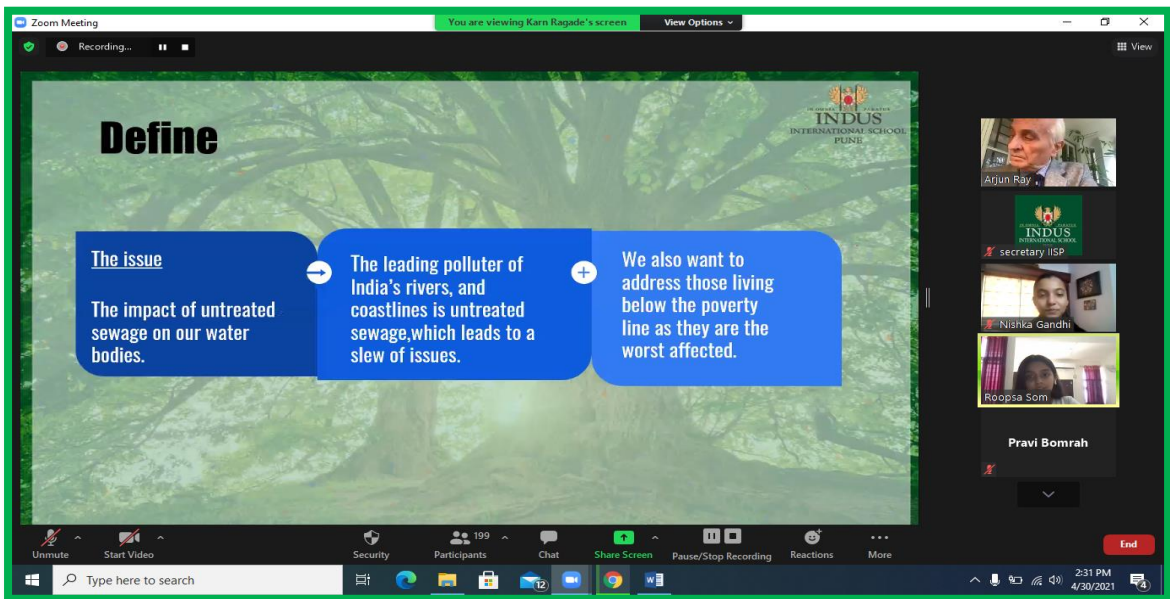 Zoom Meeting
You are viewing Karn Ragade's screen
View Options
Recording...
View
Define
INDUS
INTERNATIONAL SCHOOL
PUNE
The issue
The impact of untreated
sewage on our water
bodies.
The leading polluter of
India's rivers, and
coastlines is untreated
sewage,which leads to a
slew of issues.
We also want to
address those living
below the poverty
line as they are the
worst affected.
Arjun Ray
INDUS
INTERNATIONAL SCHOOL
secretary IISP
Nishka Gandhi
Roopsa Som
Pravi Bomrah
Unmute
Start Video
Security
199
Participants
Chat
Share Screen
Pause/Stop Recording
Reactions
More
End
Type here to search
12
2:31 PM
4/30/2021
4